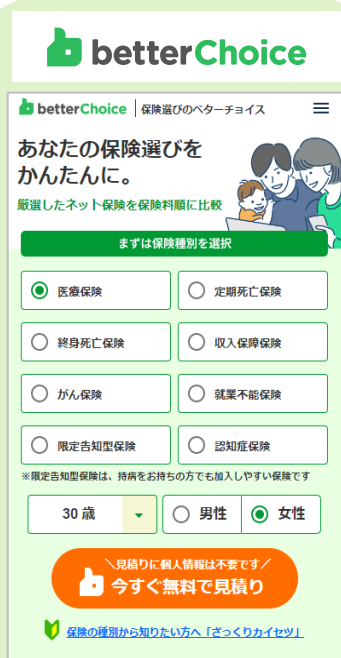 betterChoice
betterChoice 保険選びのベターチョイス
あなたの保険選びを
かんたんに。
厳選したネット保険を保険料順に比較
まずは保険種別を選択
医療保険 定期死亡保険
終身死亡保険 収入保障保険
がん保険 就業不能保険
限定告知型保険 認知症保険
※限定告知型保険は、持病をお持ちの方でも加入しやすい保険です
30 歳 男性 女性
＼見積りに個人情報は不要です／
今すぐ無料で見積り
保険の種別から知りたい方へ「ざっくりカイセツ」